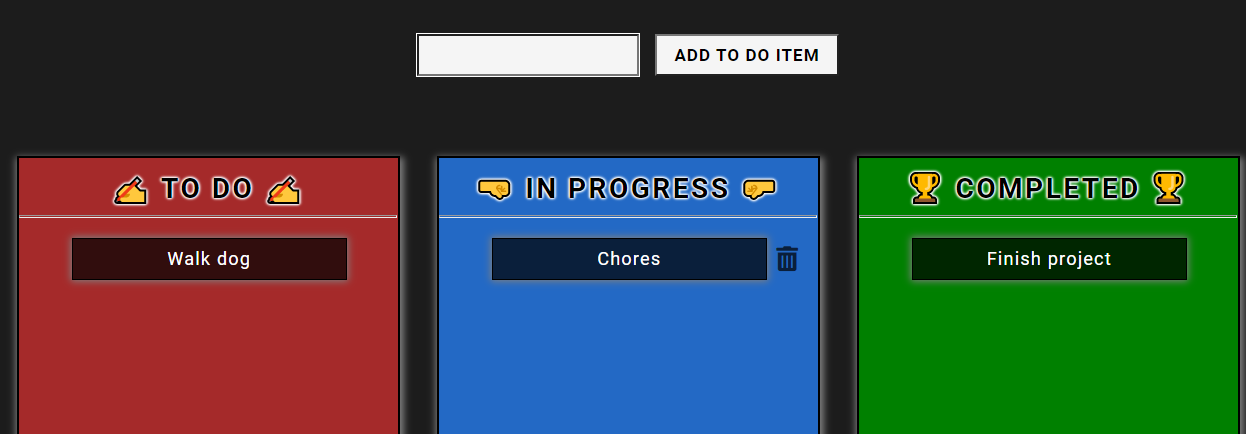 ADD TO DO ITEM
✍️ TO DO ✍️
🤜 IN PROGRESS 🤛
🏆 COMPLETED 🏆
Walk dog
Chores
Finish project